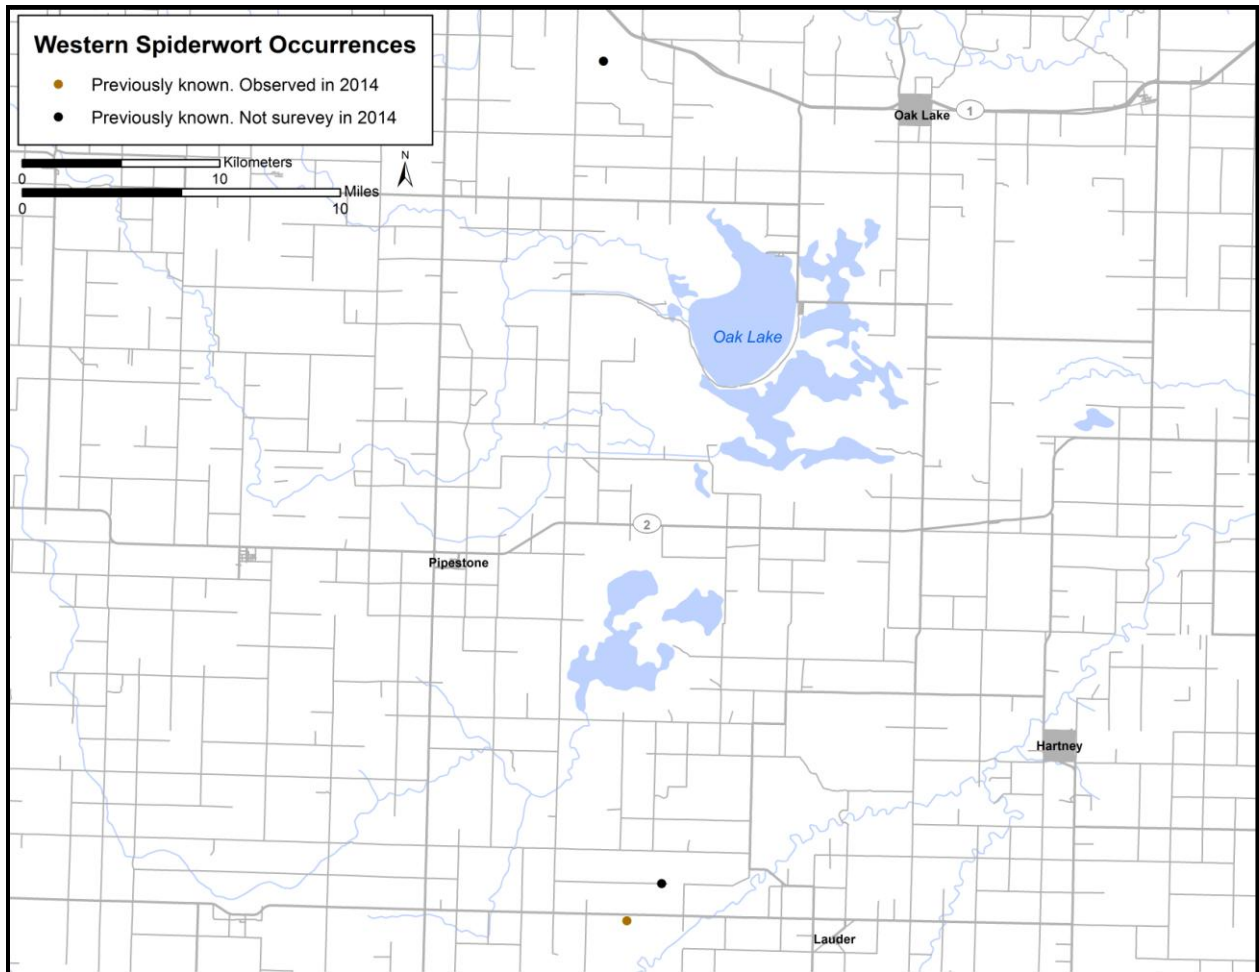 Western Spiderwort Occurrences
Previously known. Observed in 2014
Previously known. Not surevey in 2014
Kilometers
0 10
Miles
0 10
N
Oak Lake
1
Oak Lake
2
Pipestone
Hartney
Lauder